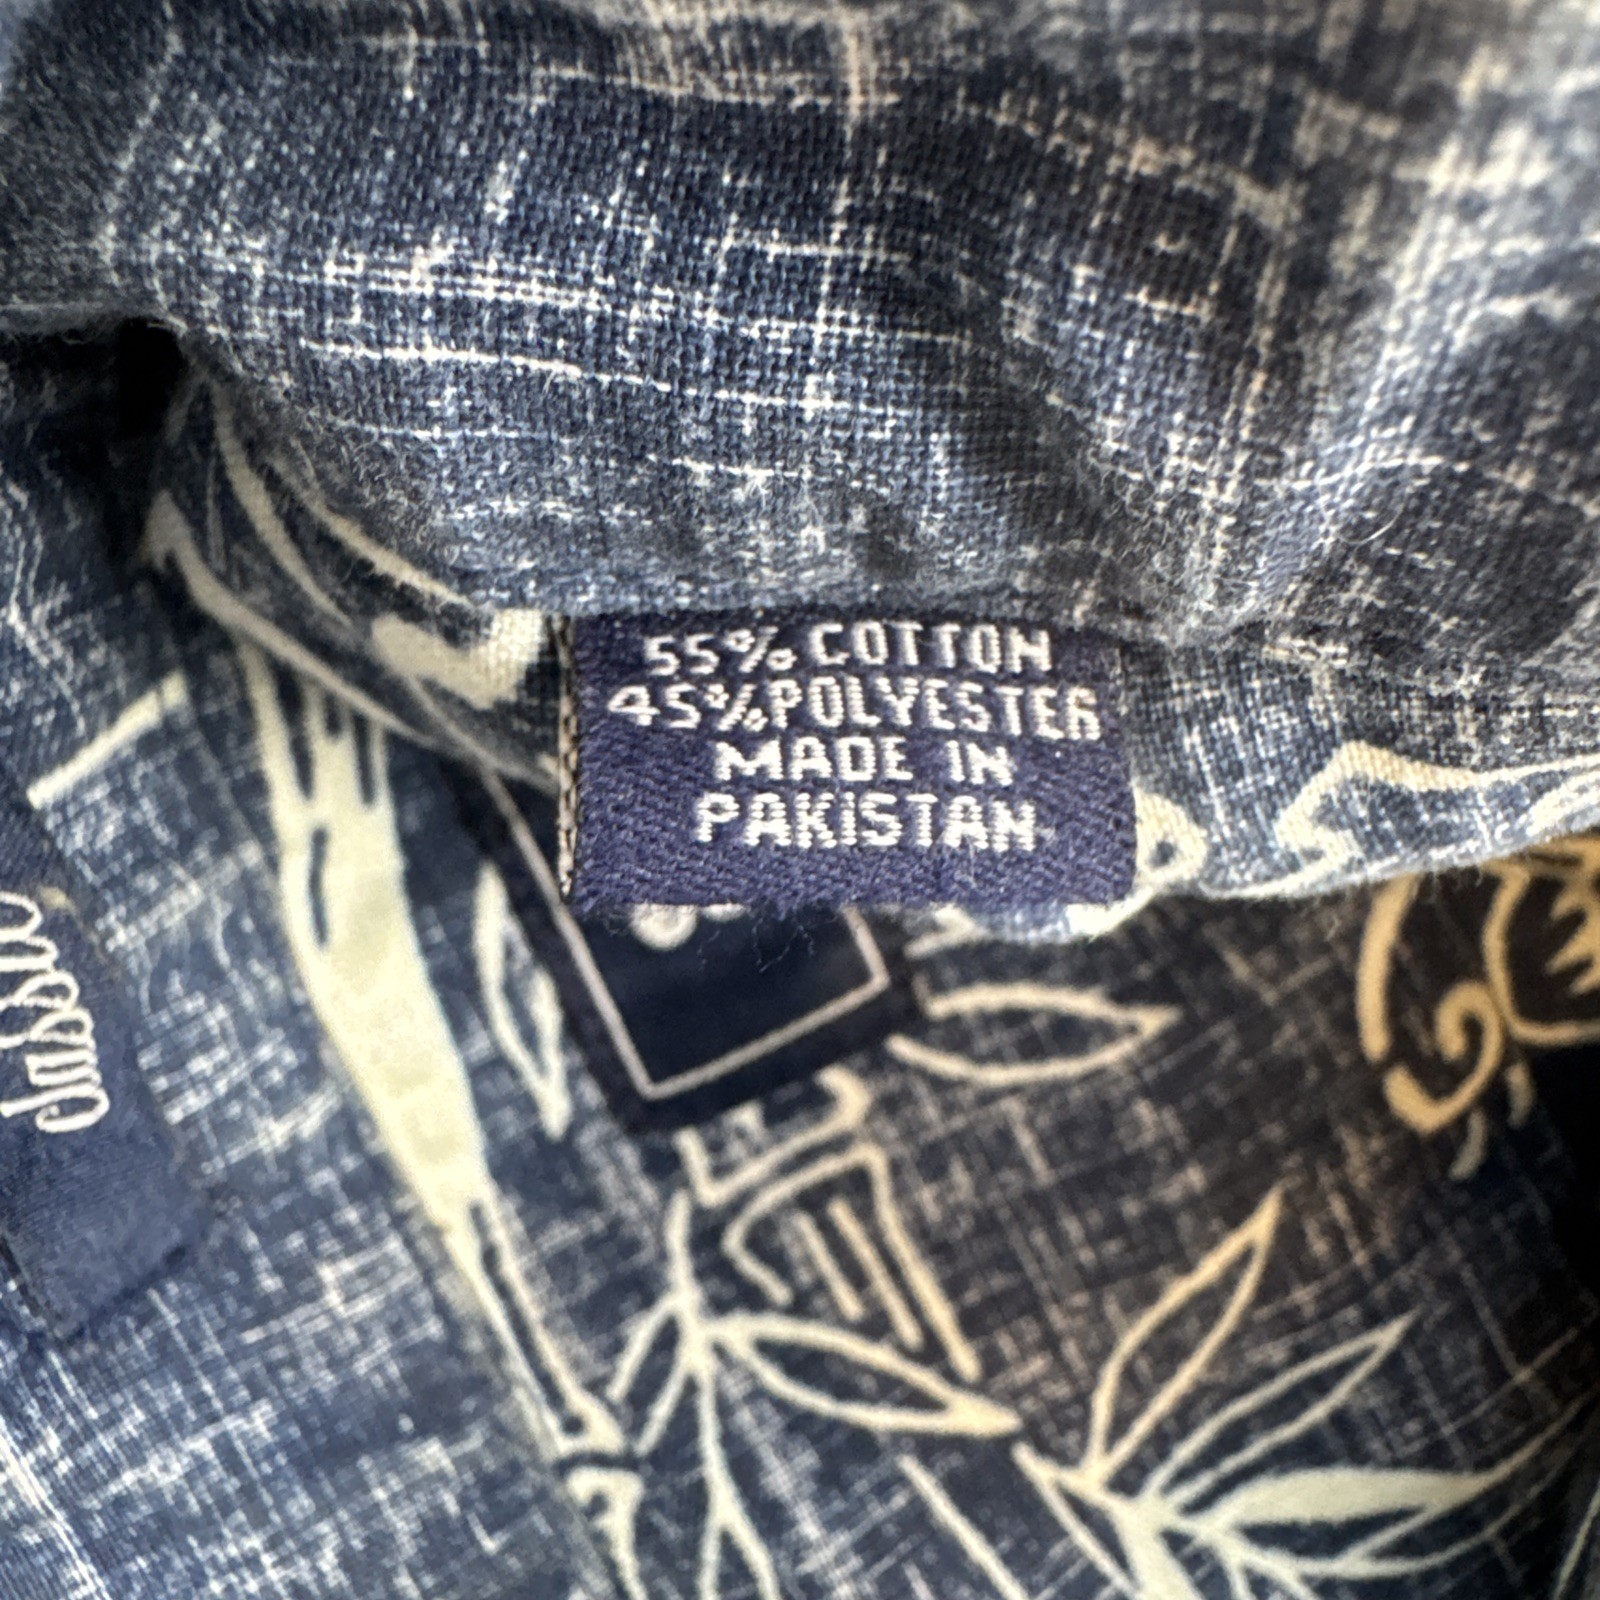 55% COTTON
45% POLYESTER
MADE IN
PAKISTAN